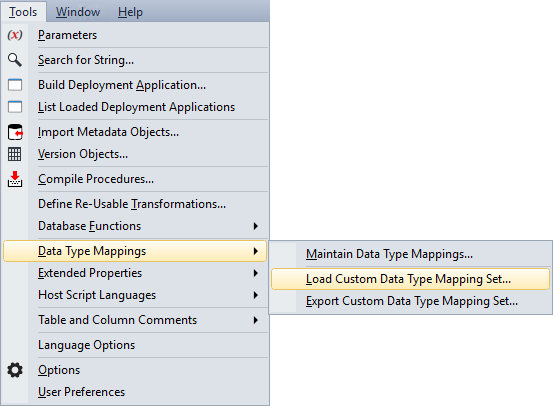 Tools Window Help
(x) Parameters
Search for String...
Build Deployment Application...
List Loaded Deployment Applications
Import Metadata Objects...
Version Objects...
Compile Procedures...
Define Re-Usable Transformations...
Database Functions
Data Type Mappings
Maintain Data Type Mappings...
Extended Properties
Load Custom Data Type Mapping Set...
Host Script Languages
Export Custom Data Type Mapping Set...
Table and Column Comments
Language Options
Options
User Preferences